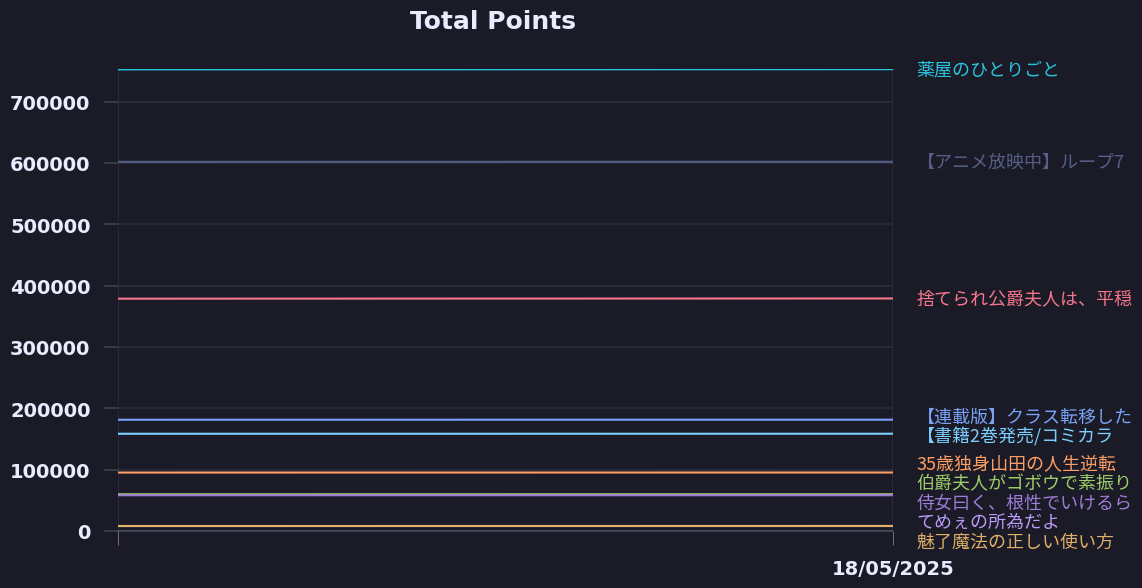 Total Points
薬屋のひとりごと
700000
600000
【アニメ放映中】ループ7
500000
400000
捨てられ公爵夫人は、平穏
300000
200000
【連載版】クラス転移した
【書籍2巻発売/コミカラ
100000
35歳独身山田の人生逆転
伯爵夫人がゴボウで素振り
侍女曰く、根性でいけるら
てめぇの所為だよ
0
魅了魔法の正しい使い方
18/05/2025